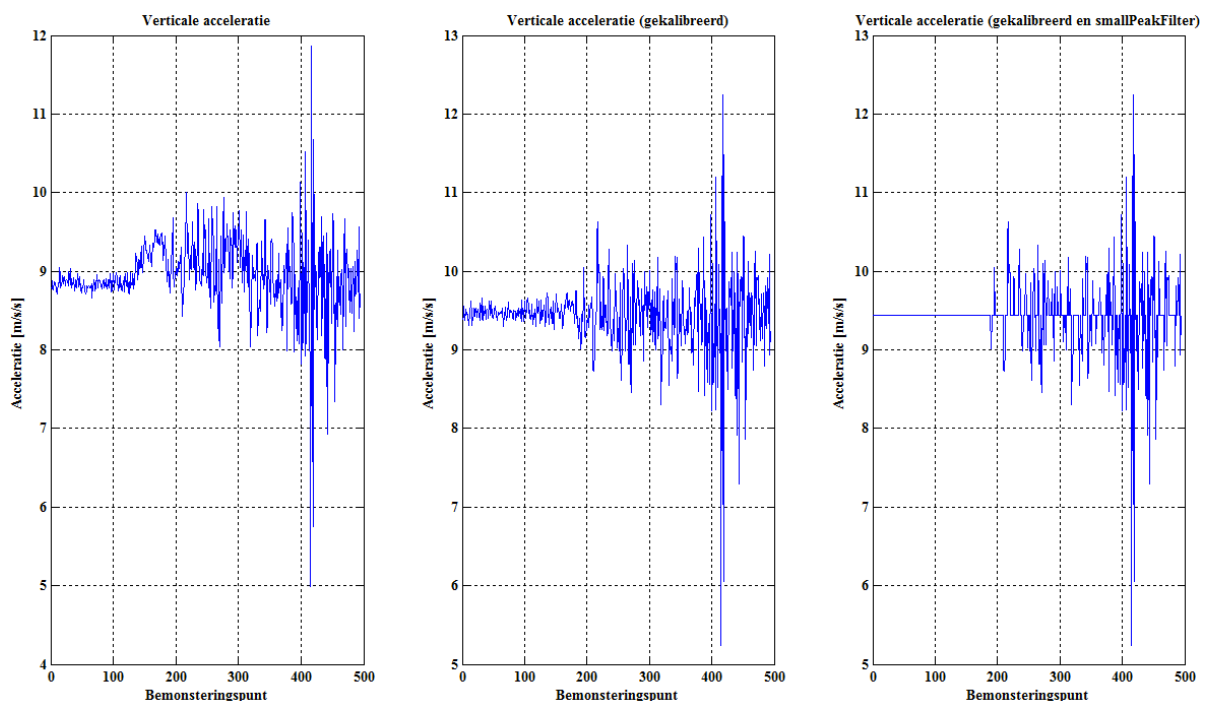 Verticale acceleratie
12
11
10
9
8
7
6
5
4
Acceleratie [m/s/s]
0 100 200 300 400 500
Bemonsteringspunt
Verticale acceleratie (gekalibreerd)
13
12
11
10
9
8
7
6
5
Acceleratie [m/s/s]
0 100 200 300 400 500
Bemonsteringspunt
Verticale acceleratie (gekalibreerd en smallPeakFilter)
13
12
11
10
9
8
7
6
5
Acceleratie [m/s/s]
0 100 200 300 400 500
Bemonsteringspunt